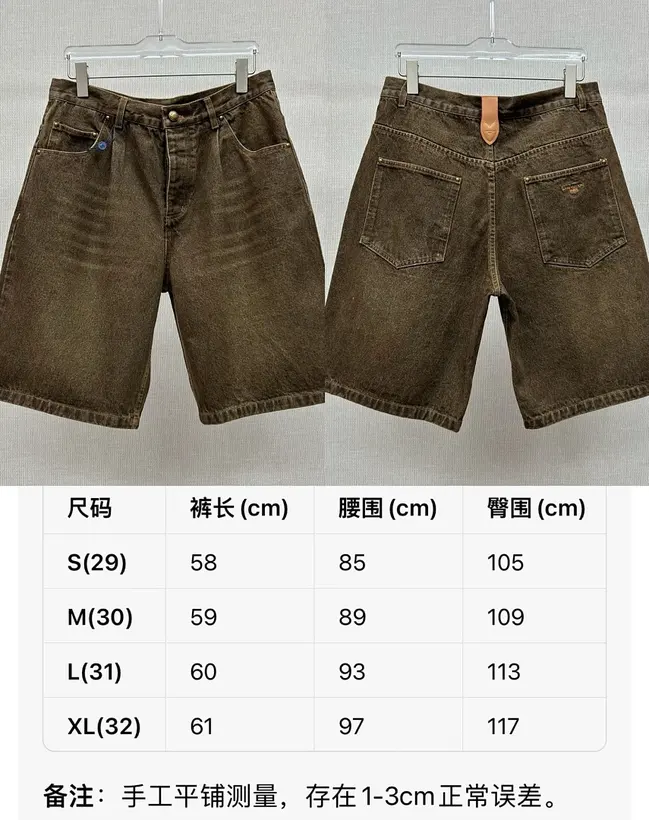 尺码 裤长 (cm) 腰围 (cm) 臀围 (cm)
S(29) 58 85 105
M(30) 59 89 109
L(31) 60 93 113
XL(32) 61 97 117
备注：手工平铺测量，存在1-3cm正常误差。